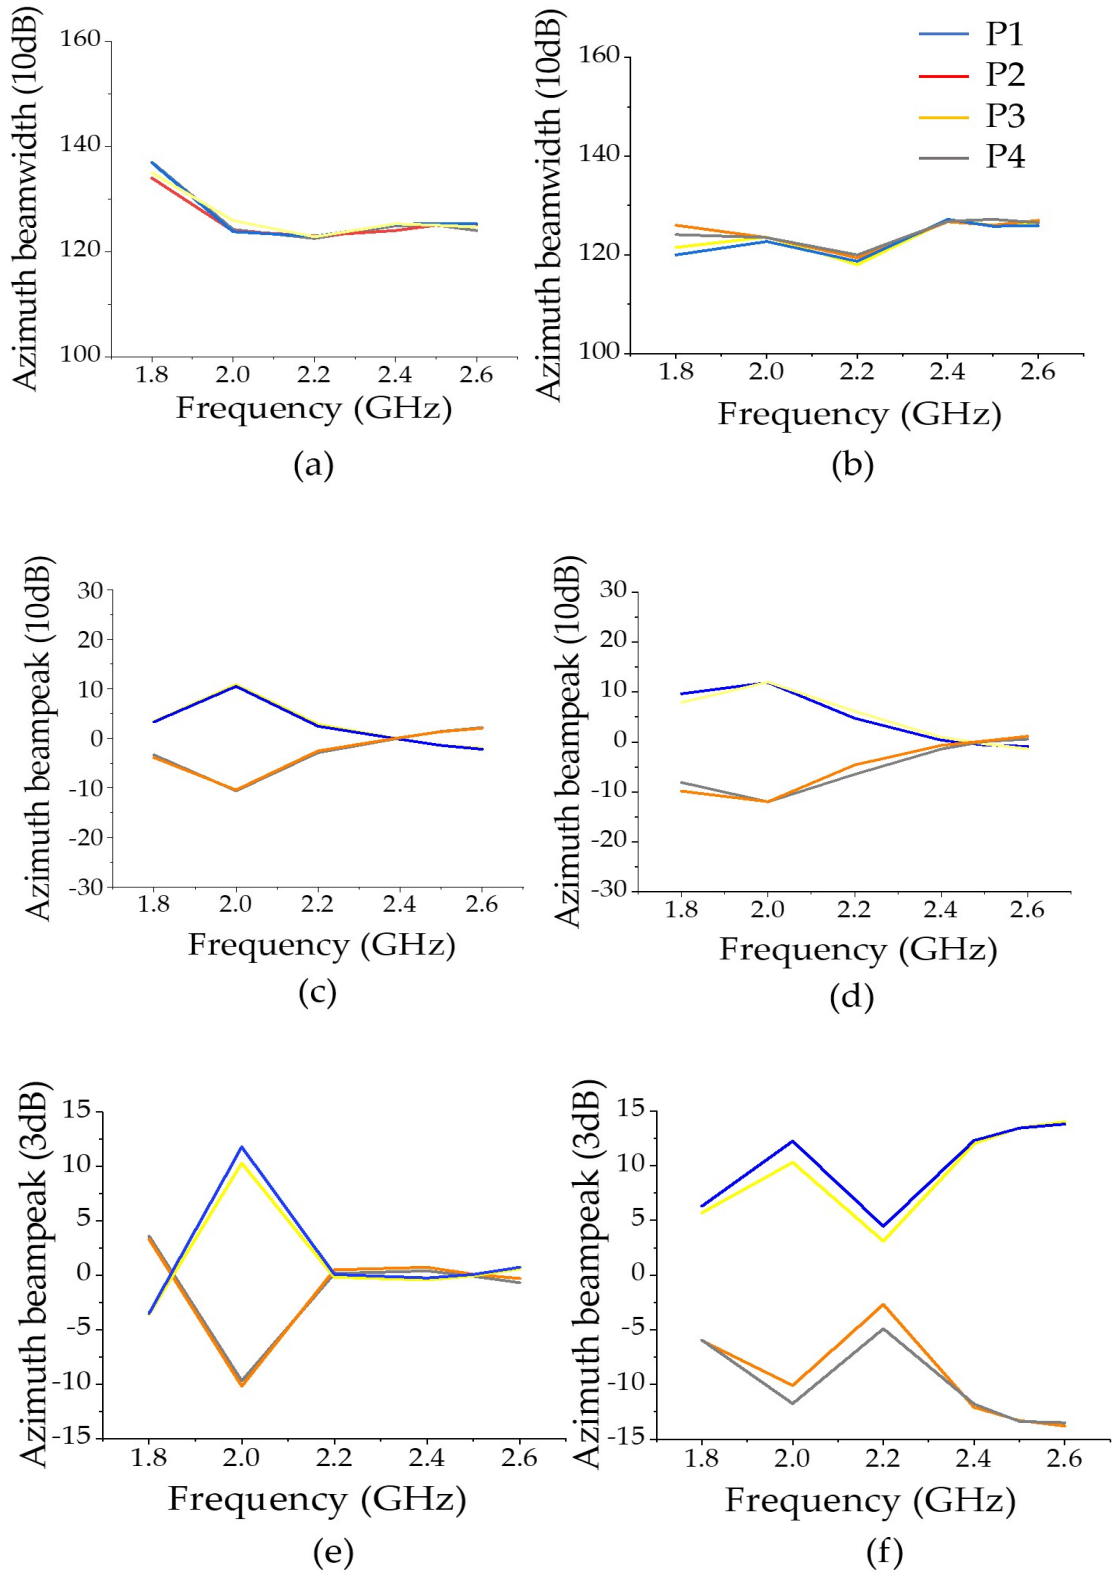 Azimuth beamwidth (10dB)
160
140
120
100
1.8 2.0 2.2 2.4 2.6
Frequency (GHz)
(a)
Azimuth beamwidth (10dB)
160
140
120
100
1.8 2.0 2.2 2.4 2.6
Frequency (GHz)
(b)
P1
P2
P3
P4
Azimuth beampeak (10dB)
30
20
10
0
-10
-20
-30
1.8 2.0 2.2 2.4 2.6
Frequency (GHz)
(c)
Azimuth beampeak (10dB)
30
20
10
0
-10
-20
-30
1.8 2.0 2.2 2.4 2.6
Frequency (GHz)
(d)
Azimuth beampeak (3dB)
15
10
5
0
-5
-10
-15
1.8 2.0 2.2 2.4 2.6
Frequency (GHz)
(e)
Azimuth beampeak (3dB)
15
10
5
0
-5
-10
-15
1.8 2.0 2.2 2.4 2.6
Frequency (GHz)
(f)